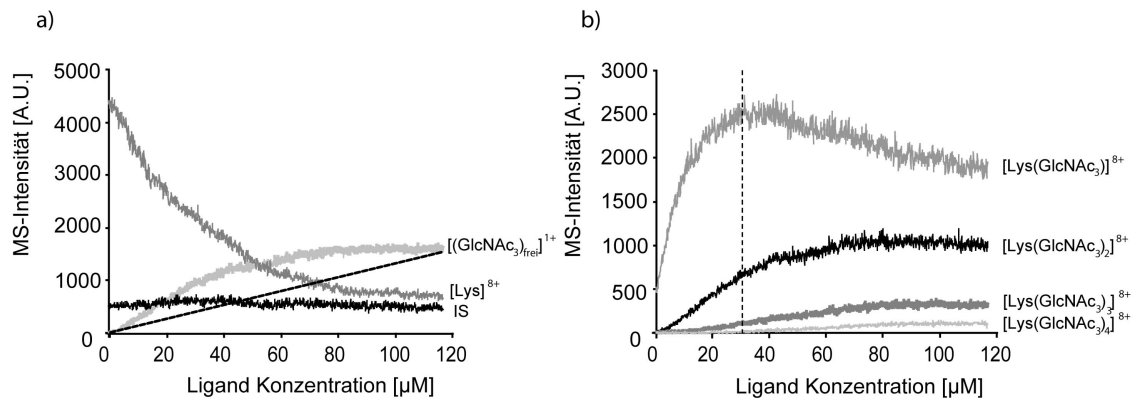 a)
MS-Intensität [A.U.]
5000
4000
3000
2000
1000
0
0 20 40 60 80 100 120
Ligand Konzentration [µM]
[(GlcNAc₃)frei]¹⁺
[Lys]⁸⁺
IS
b)
MS-Intensität [A.U.]
3000
2500
2000
1000
500
0
0 20 40 60 80 100 120
Ligand Konzentration [µM]
[Lys(GlcNAc₃)]⁸⁺
[Lys(GlcNAc₃)₂]⁸⁺
[Lys(GlcNAc₃)₃]⁸⁺
[Lys(GlcNAc₃)₄]⁸⁺